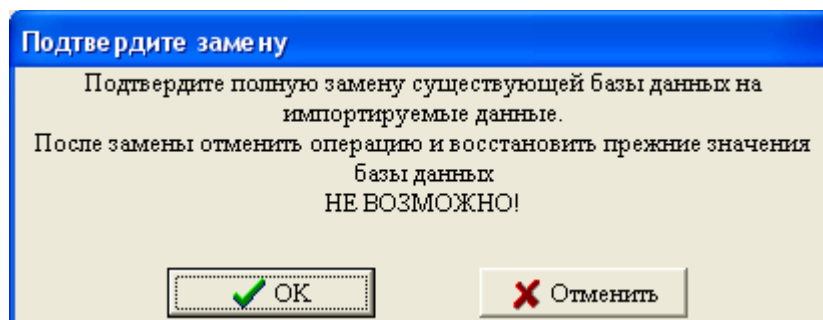 Подтвердите замену
Подтвердите полную замену существующей базы данных на
импортируемые данные.
После замены отменить операцию и восстановить прежние значения
базы данных
НЕ ВОЗМОЖНО!
OK
Отменить